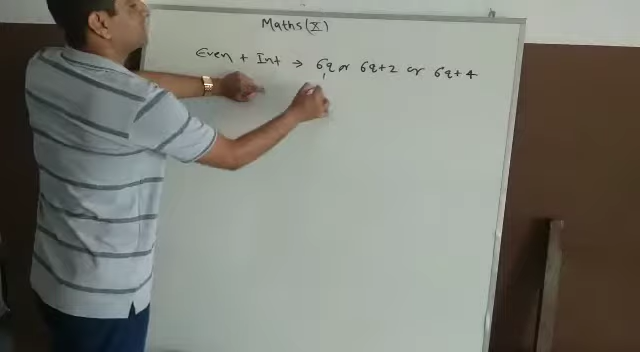 Maths (X)
Even + Int → 6q or 6q+2 or 6q+4